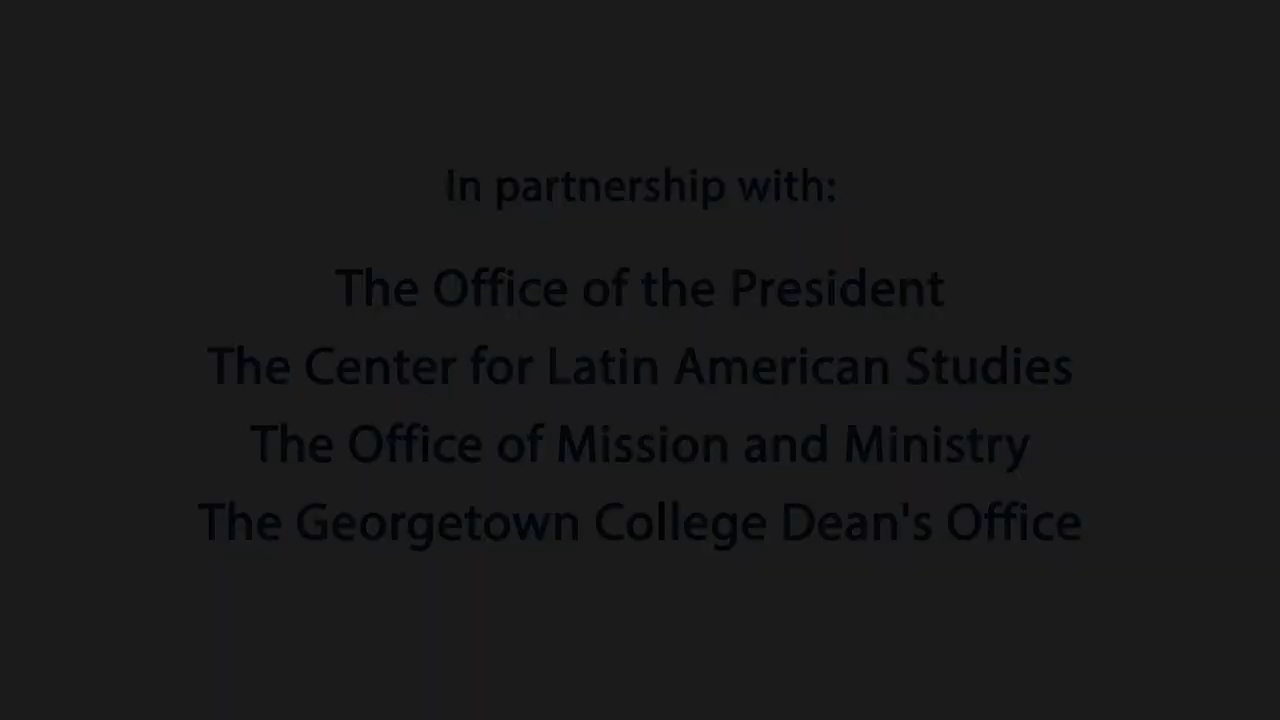 In partnership with:
The Office of the President
The Center for Latin American Studies
The Office of Mission and Ministry
The Georgetown College Dean's Office